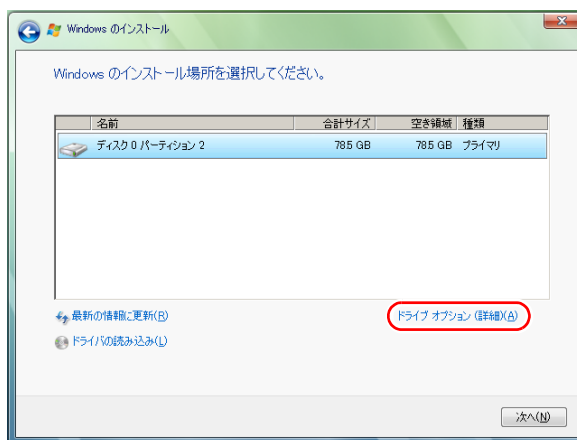 Windows のインストール
Windows のインストール場所を選択してください。
名前 合計サイズ 空き領域 種類
ディスク 0 パーティション 2 78.5 GB 78.5 GB プライマリ
最新の情報に更新(R) ドライブ オプション (詳細)(A)
ドライバの読み込み(L)
次へ(N)